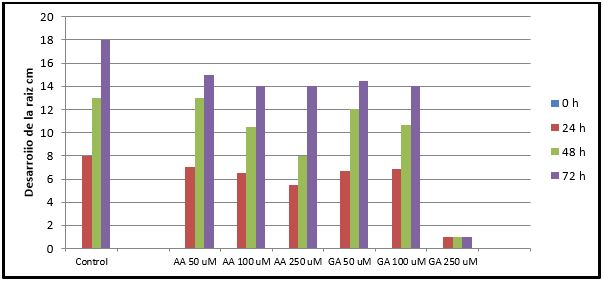 20
18
16
14
12
10
8
6
4
2
0
Desarrollo de la raiz cm
Control
AA 50 uM
AA 100 uM
AA 250 uM
GA 50 uM
GA 100 uM
GA 250 uM
0 h
24 h
48 h
72 h